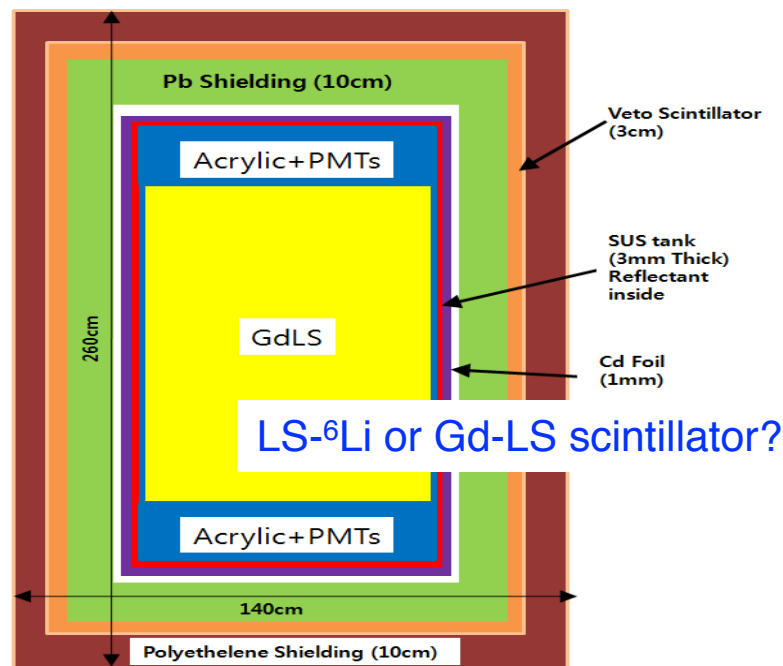 Pb Shielding (10cm)
Veto Scintillator
(3cm)
Acrylic+PMTs
SUS tank
(3mm Thick)
Reflectant
inside
260cm
GdLS
Cd Foil
(1mm)
LS-⁶Li or Gd-LS scintillator?
Acrylic+PMTs
140cm
Polyethelene Shielding (10cm)